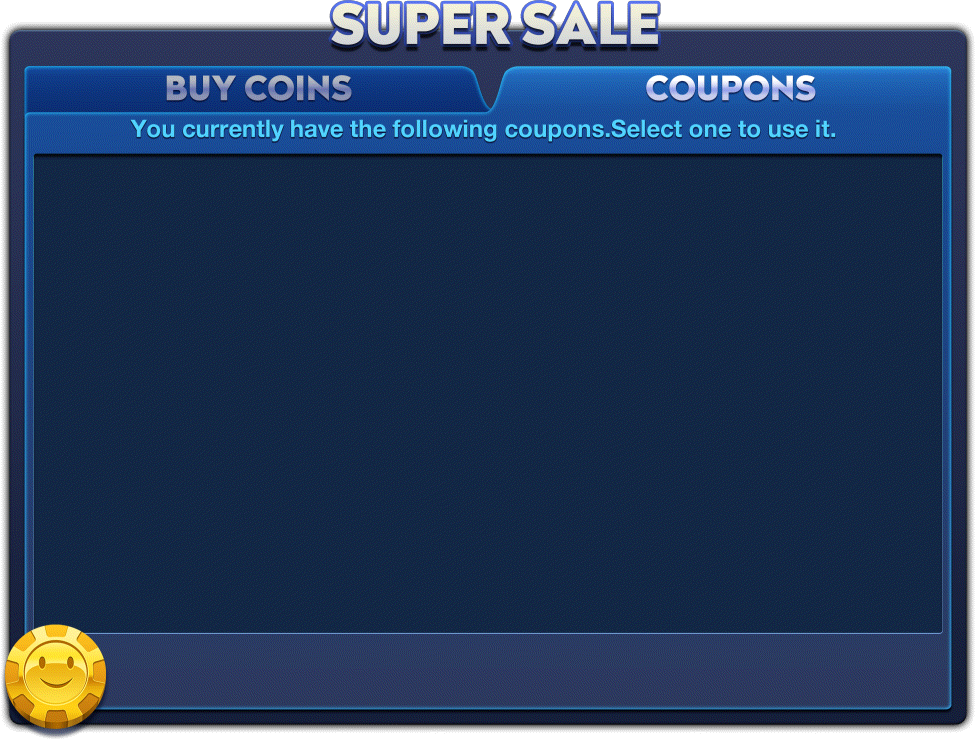 SUPER SALE
BUY COINS
COUPONS
You currently have the following coupons.Select one to use it.